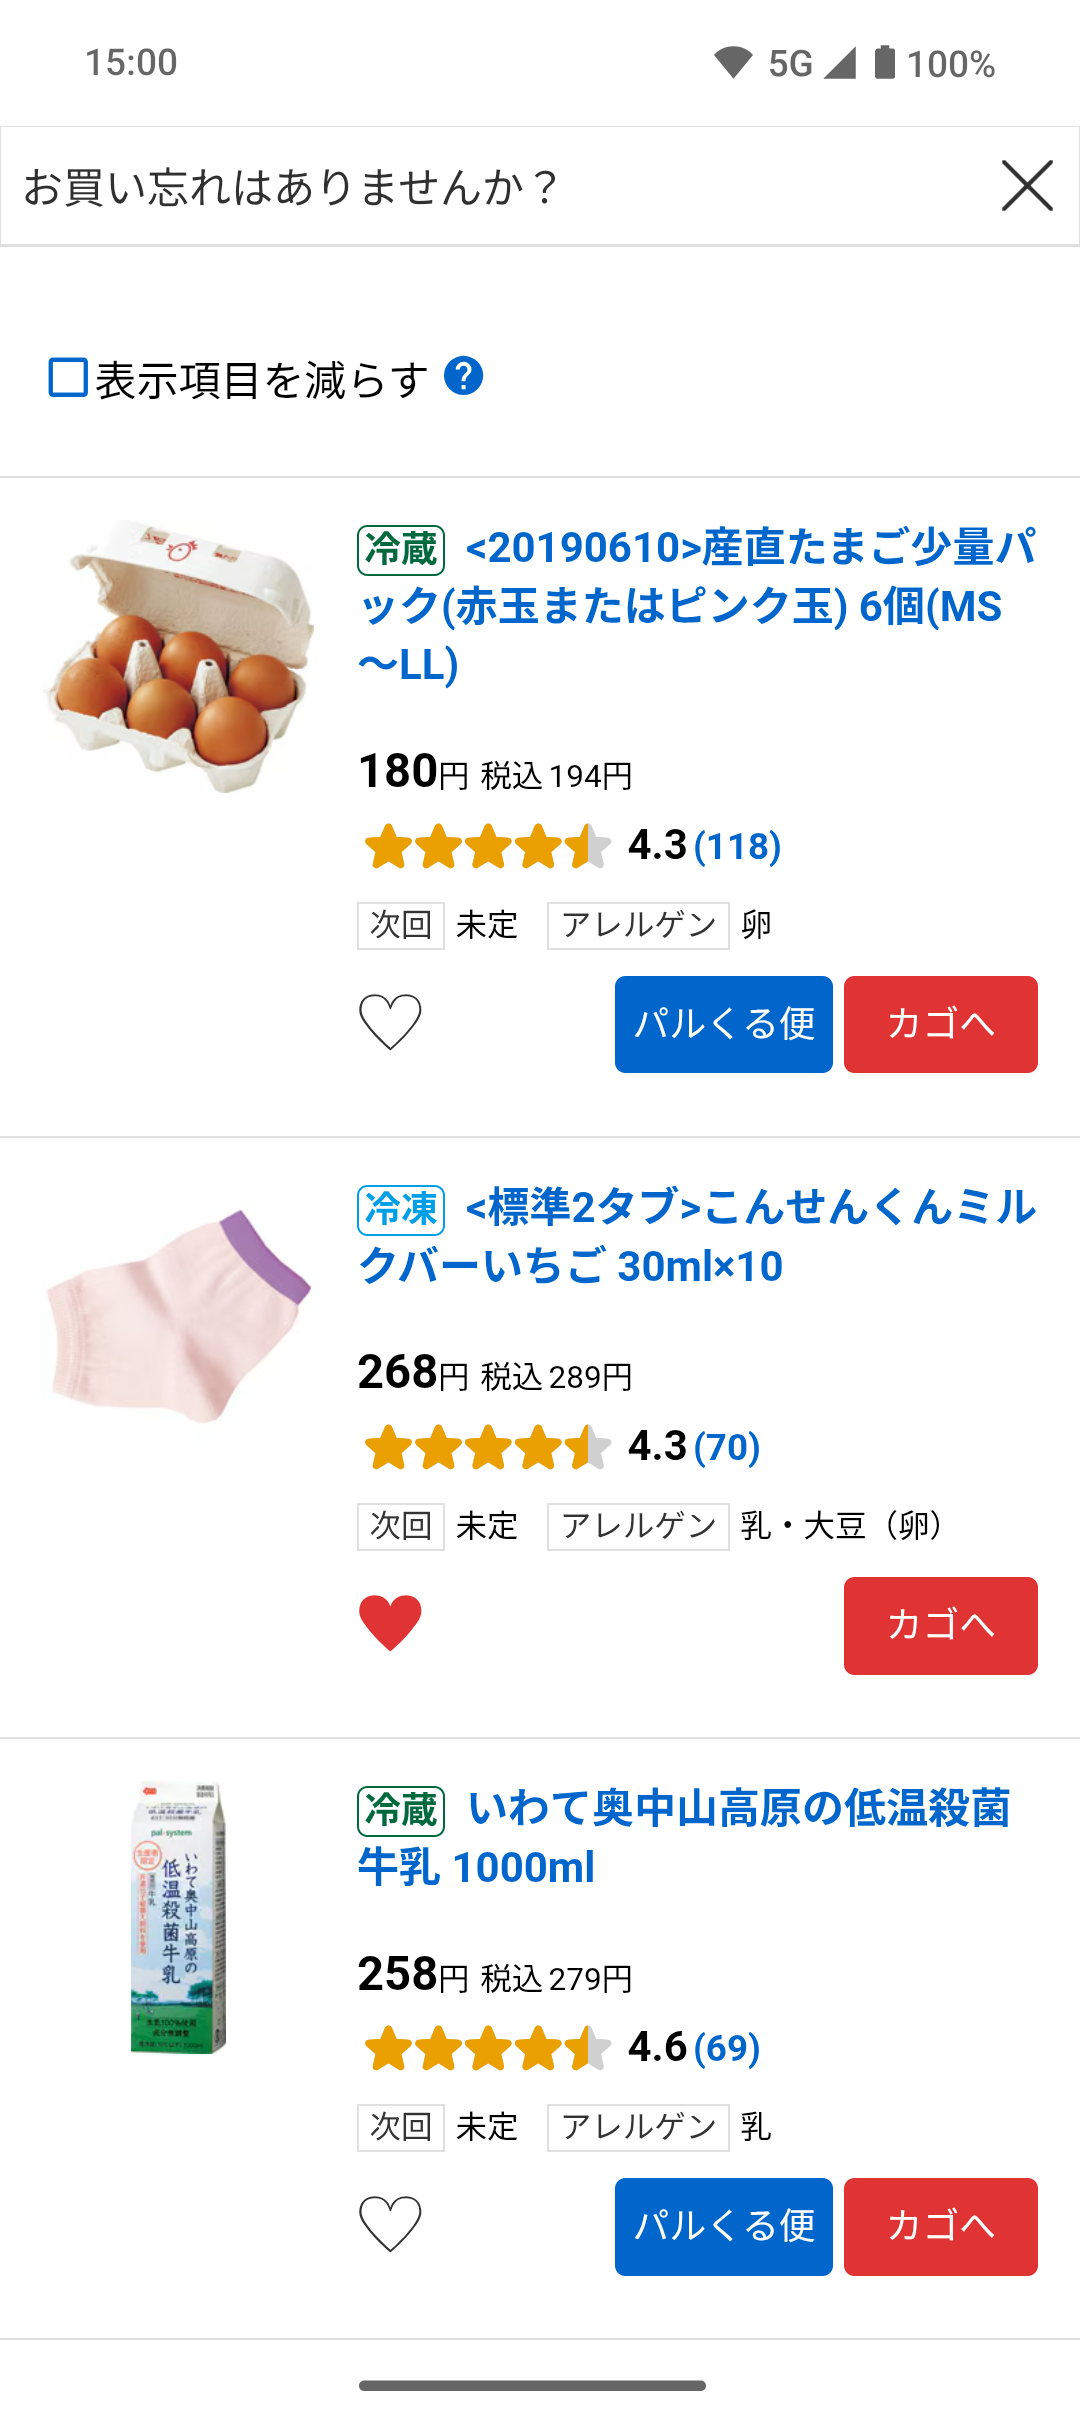 15:00
5G 100%
お買い忘れはありませんか？
表示項目を減らす
冷蔵 <20190610>産直たまご少量パ
ック(赤玉またはピンク玉) 6個(MS
～LL)
180円 税込 194円
4.3 (118)
次回 未定 アレルゲン 卵
パルくる便 カゴへ
冷凍 <標準2タブ>こんせんくんミル
クバーいちご 30ml×10
268円 税込 289円
4.3 (70)
次回 未定 アレルゲン 乳・大豆（卵）
カゴへ
冷蔵 いわて奥中山高原の低温殺菌
牛乳 1000ml
pal-system
いわて奥中山高原の
低温殺菌牛乳
258円 税込 279円
4.6 (69)
次回 未定 アレルゲン 乳
パルくる便 カゴへ